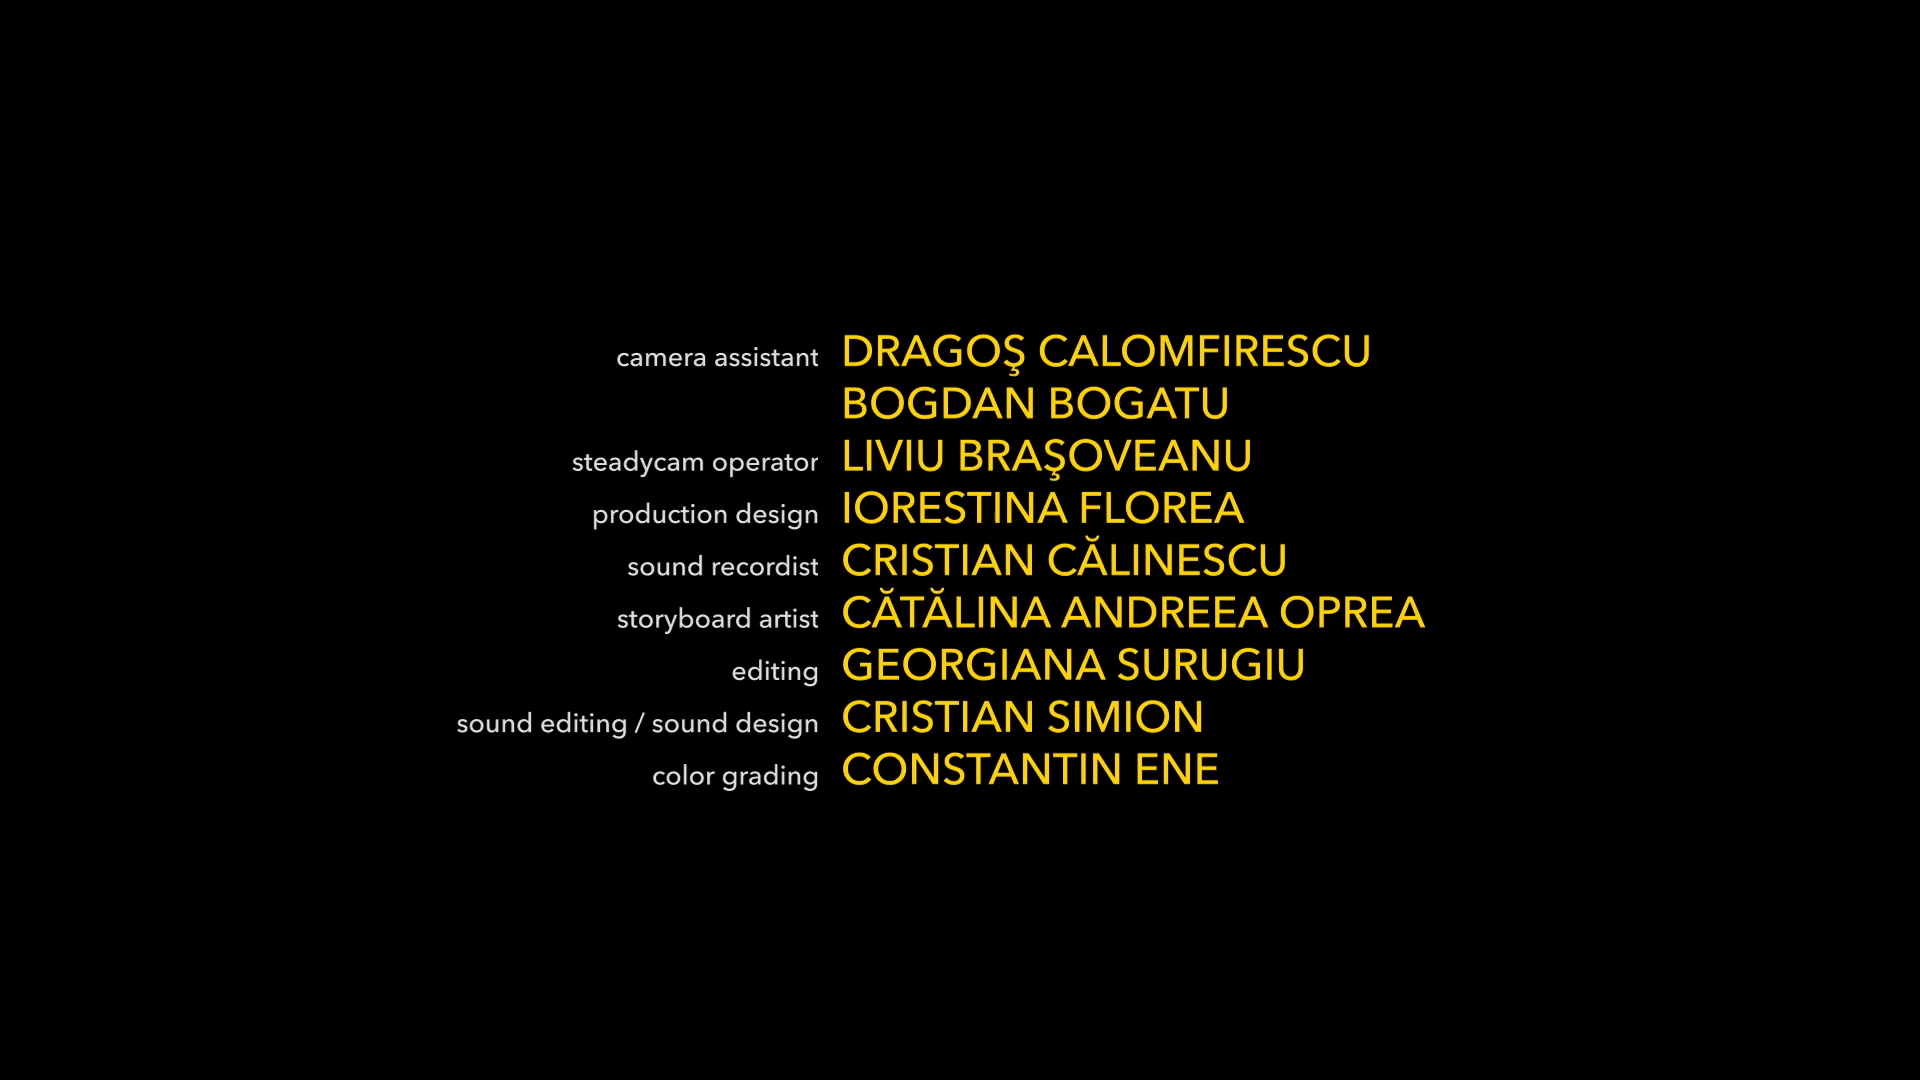 camera assistant DRAGOŞ CALOMFIRESCU
BOGDAN BOGATU
steadycam operator LIVIU BRAŞOVEANU
production design IORESTINA FLOREA
sound recordist CRISTIAN CĂLINESCU
storyboard artist CĂTĂLINA ANDREEA OPREA
editing GEORGIANA SURUGIU
sound editing / sound design CRISTIAN SIMION
color grading CONSTANTIN ENE